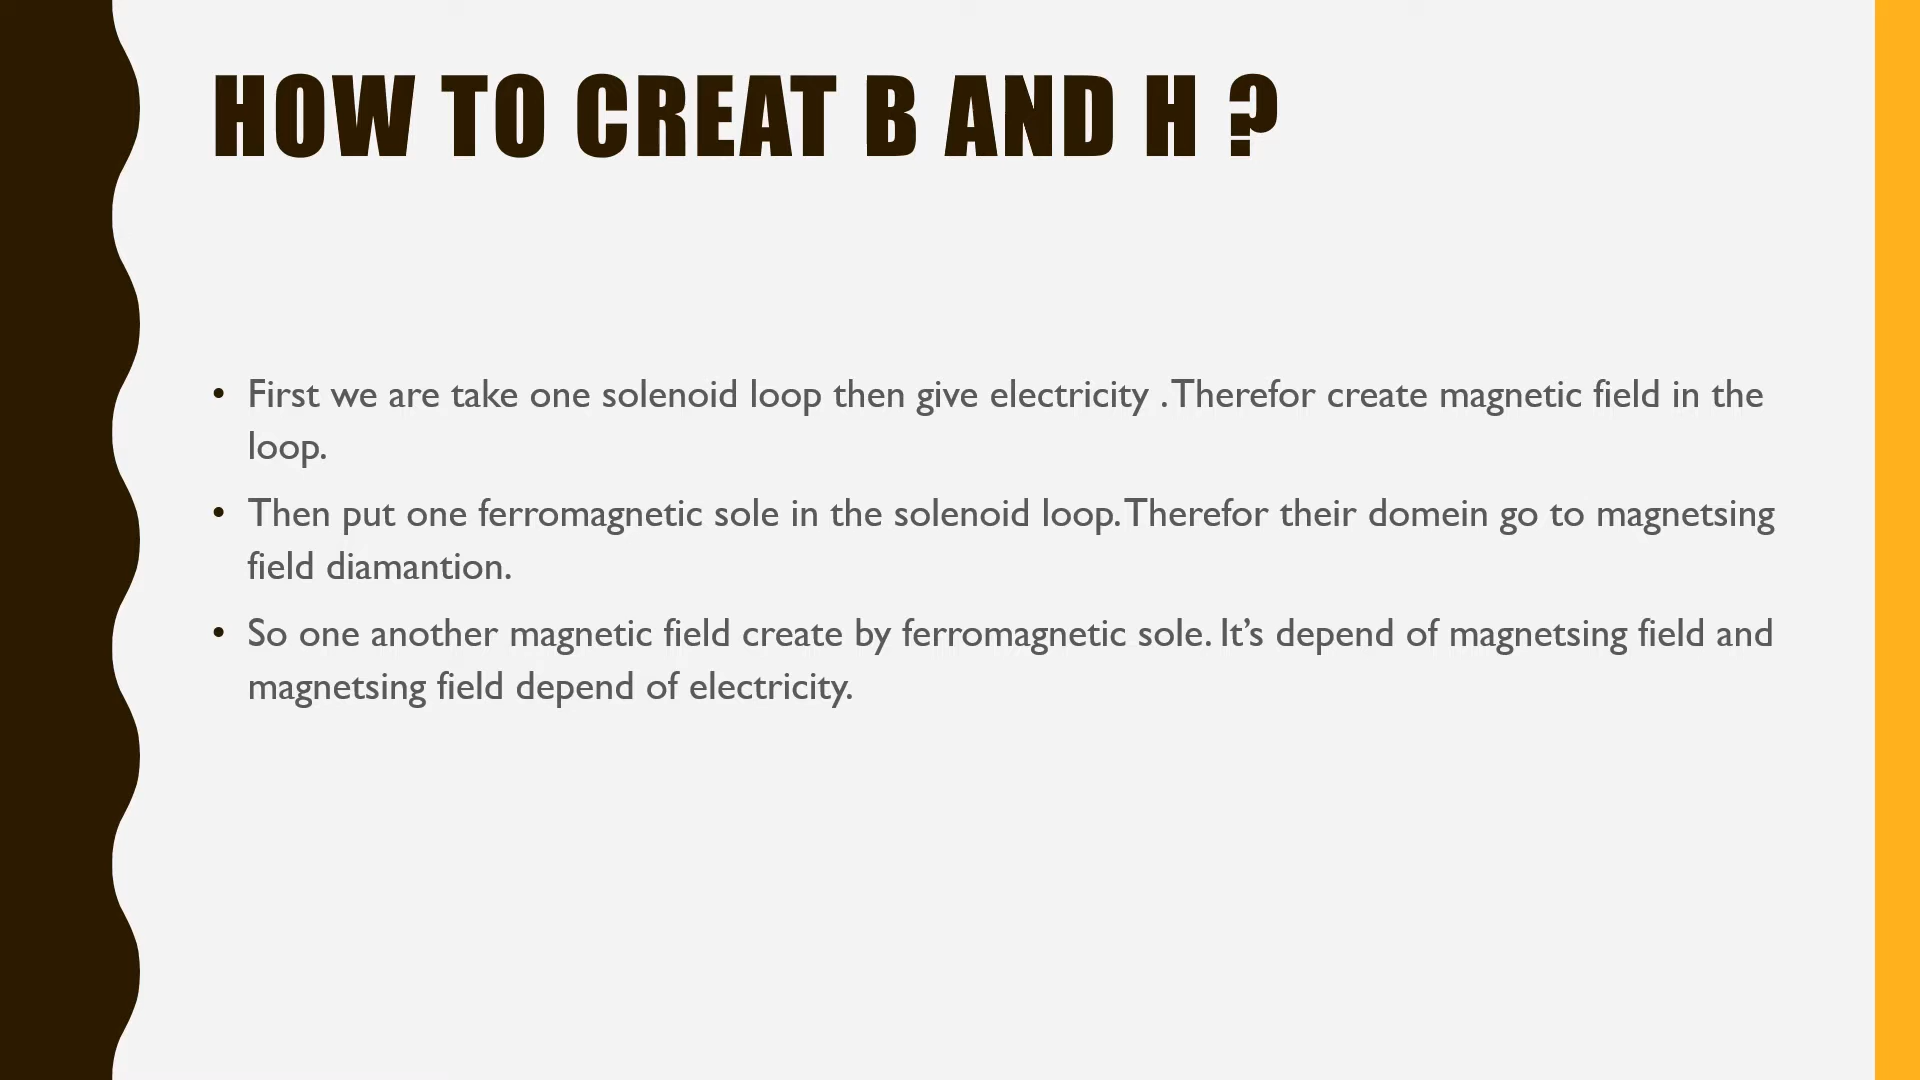 HOW TO CREAT B AND H ?
• First we are take one solenoid loop then give electricity .Therefor create magnetic field in the
loop.
• Then put one ferromagnetic sole in the solenoid loop.Therefor their domein go to magnetsing
field diamantion.
• So one another magnetic field create by ferromagnetic sole. It’s depend of magnetsing field and
magnetsing field depend of electricity.